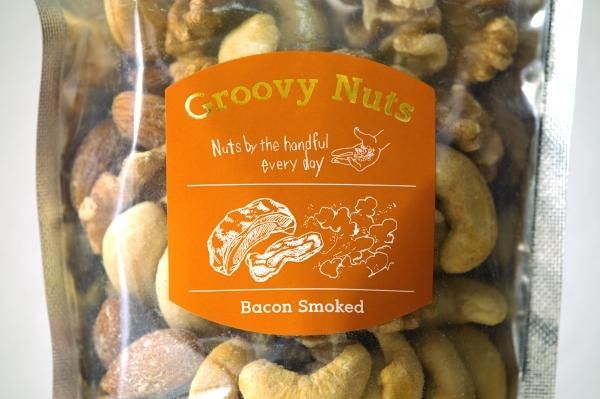 Groovy Nuts
Nuts by the handful
every day
Bacon Smoked